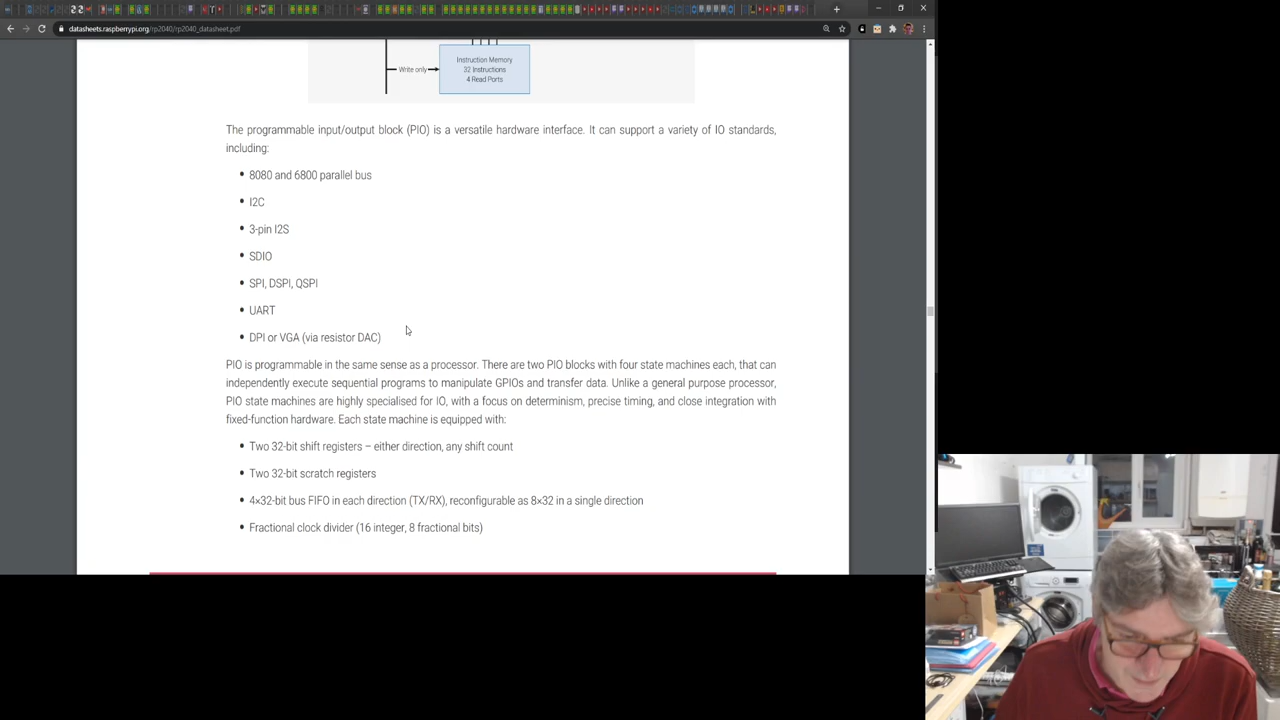 datasheets.raspberrypi.org/rp2040/rp2040_datasheet.pdf
Instruction Memory
32 Instructions
4 Read Ports
Write only
The programmable input/output block (PIO) is a versatile hardware interface. It can support a variety of IO standards,
including:
• 8080 and 6800 parallel bus
• I2C
• 3-pin I2S
• SDIO
• SPI, DSPI, QSPI
• UART
• DPI or VGA (via resistor DAC)
PIO is programmable in the same sense as a processor. There are two PIO blocks with four state machines each, that can
independently execute sequential programs to manipulate GPIOs and transfer data. Unlike a general purpose processor,
PIO state machines are highly specialised for IO, with a focus on determinism, precise timing, and close integration with
fixed-function hardware. Each state machine is equipped with:
• Two 32-bit shift registers – either direction, any shift count
• Two 32-bit scratch registers
• 4×32-bit bus FIFO in each direction (TX/RX), reconfigurable as 8×32 in a single direction
• Fractional clock divider (16 integer, 8 fractional bits)